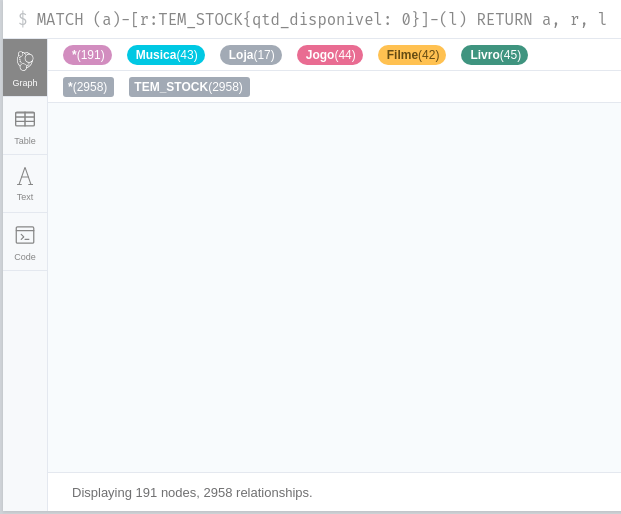 $ MATCH (a)-[r:TEM_STOCK{qtd_disponivel: 0}]-(l) RETURN a, r, l
*(191) Musica(43) Loja(17) Jogo(44) Filme(42) Livro(45)
*(2958) TEM_STOCK(2958)
Graph
Table
Text
Code
Displaying 191 nodes, 2958 relationships.